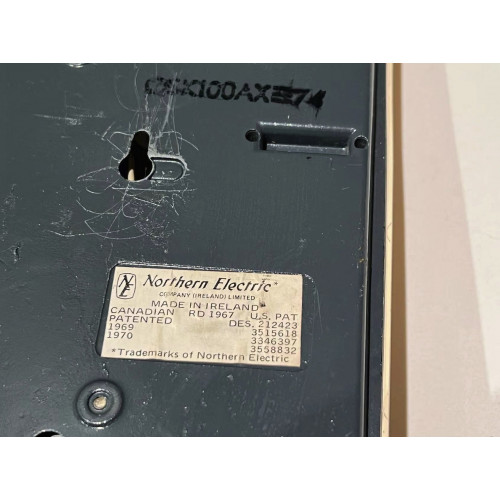 Northern Electric*
COMPANY (IRELAND) LIMITED
MADE IN IRELAND
CANADIAN RD 1967 U.S. PAT
PATENTED DES. 212423
1969 3515618
1970 3346397
3558832
*Trademarks of Northern Electric